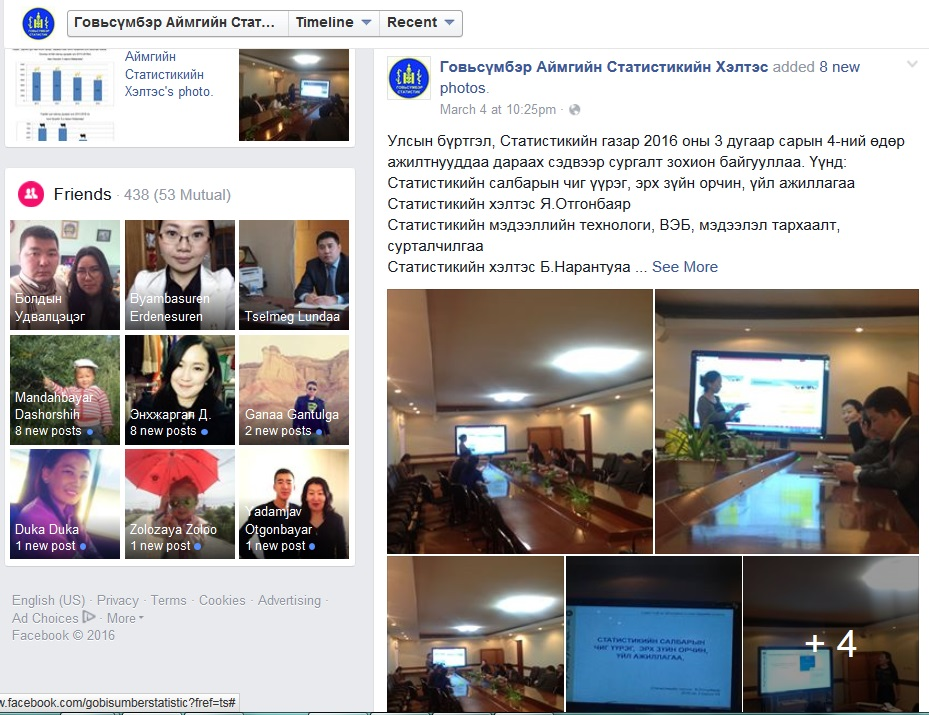 Говьсүмбэр Аймгийн Стат...
Timeline
Recent
Аймгийн
Статистикийн
Хэлтэс's photo.
Friends · 438 (53 Mutual)
Болдын
Удвалцэцэг
Byambasuren
Erdenesuren
Tselmeg Lundaa
Mandahbayar
Dashorshih
8 new posts
Энхжаргал Д.
8 new posts
Ganaa Gantulga
2 new posts
Duka Duka
1 new post
Zolozaya Zoloo
1 new post
Yadamjav
Otgonbayar
1 new post
English (US) · Privacy · Terms · Cookies · Advertising ·
Ad Choices · More
Facebook © 2016
w.facebook.com/gobisumberstatistic?fref=ts#
Говьсүмбэр Аймгийн Статистикийн Хэлтэс added 8 new
photos.
March 4 at 10:25pm ·
Улсын бүртгэл, Статистикийн газар 2016 оны 3 дугаар сарын 4-ний өдөр
ажилтнууддаа дараах сэдвээр сургалт зохион байгууллаа. Үүнд:
Статистикийн салбарын чиг үүрэг, эрх зүйн орчин, үйл ажиллагаа
Статистикийн хэлтэс Я.Отгонбаяр
Статистикийн мэдээллийн технологи, ВЭБ, мэдээлэл тархаалт,
сурталчилгаа
Статистикийн хэлтэс Б.Нарантуяа ... See More
СТАТИСТИКИЙН САЛБАРЫН
ЧИГ ҮҮРЭГ, ЭРХ ЗҮЙН ОРЧИН,
ҮЙЛ АЖИЛЛАГАА.
+ 4